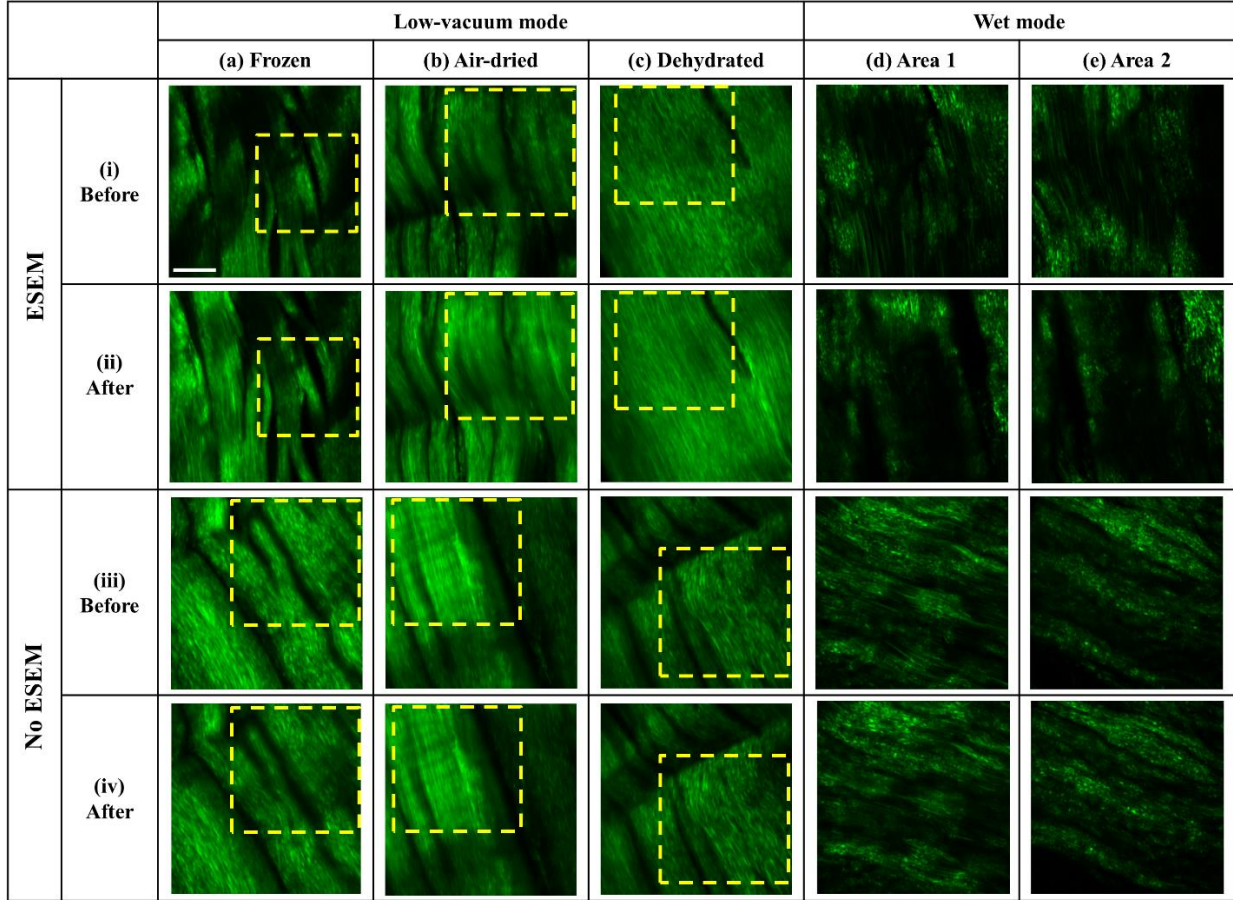 Low-vacuum mode
Wet mode
(a) Frozen
(b) Air-dried
(c) Dehydrated
(d) Area 1
(e) Area 2
ESEM
(i)
Before
(ii)
After
No ESEM
(iii)
Before
(iv)
After